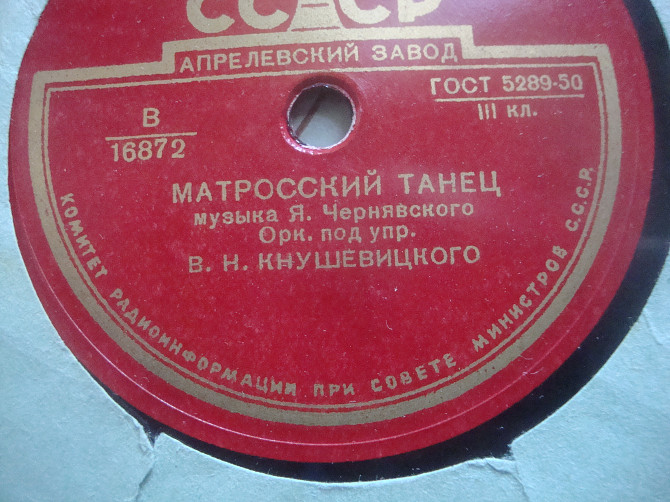 СССР
АПРЕЛЕВСКИЙ ЗАВОД
ГОСТ 5289-50
III кл.
В
16872
МАТРОССКИЙ ТАНЕЦ
музыка Я. Чернявского
Орк. под упр.
В. Н. КНУШЕВИЦКОГО
КОМИТЕТ РАДИОИНФОРМАЦИИ ПРИ СОВЕТЕ МИНИСТРОВ С.С.С.Р.